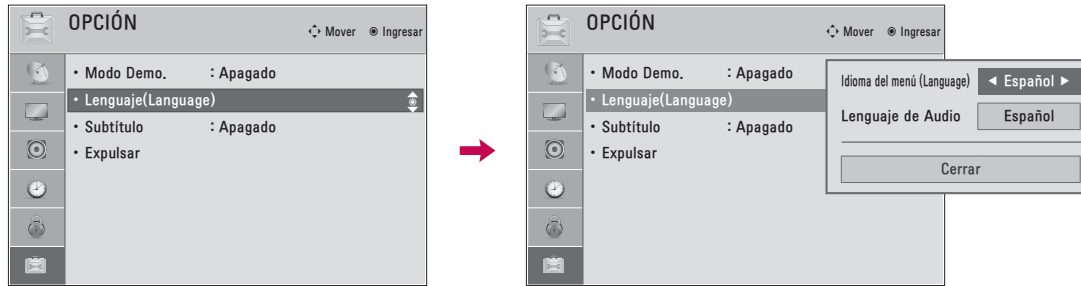 OPCIÓN
Mover Ingresar
• Modo Demo. : Apagado
• Lenguaje(Language)
• Subtítulo : Apagado
• Expulsar
OPCIÓN
Mover Ingresar
• Modo Demo. : Apagado
• Lenguaje(Language)
• Subtítulo : Apagado
• Expulsar
Idioma del menú (Language) ◄ Español ►
Lenguaje de Audio Español
Cerrar